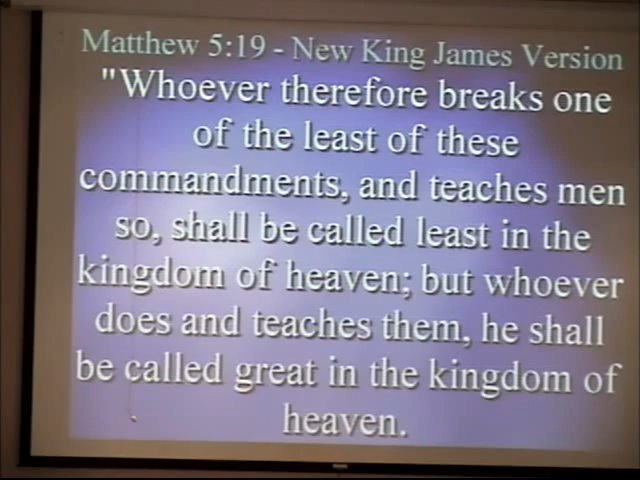 Matthew 5:19 - New King James Version
"Whoever therefore breaks one
of the least of these
commandments, and teaches men
so, shall be called least in the
kingdom of heaven; but whoever
does and teaches them, he shall
be called great in the kingdom of
heaven.